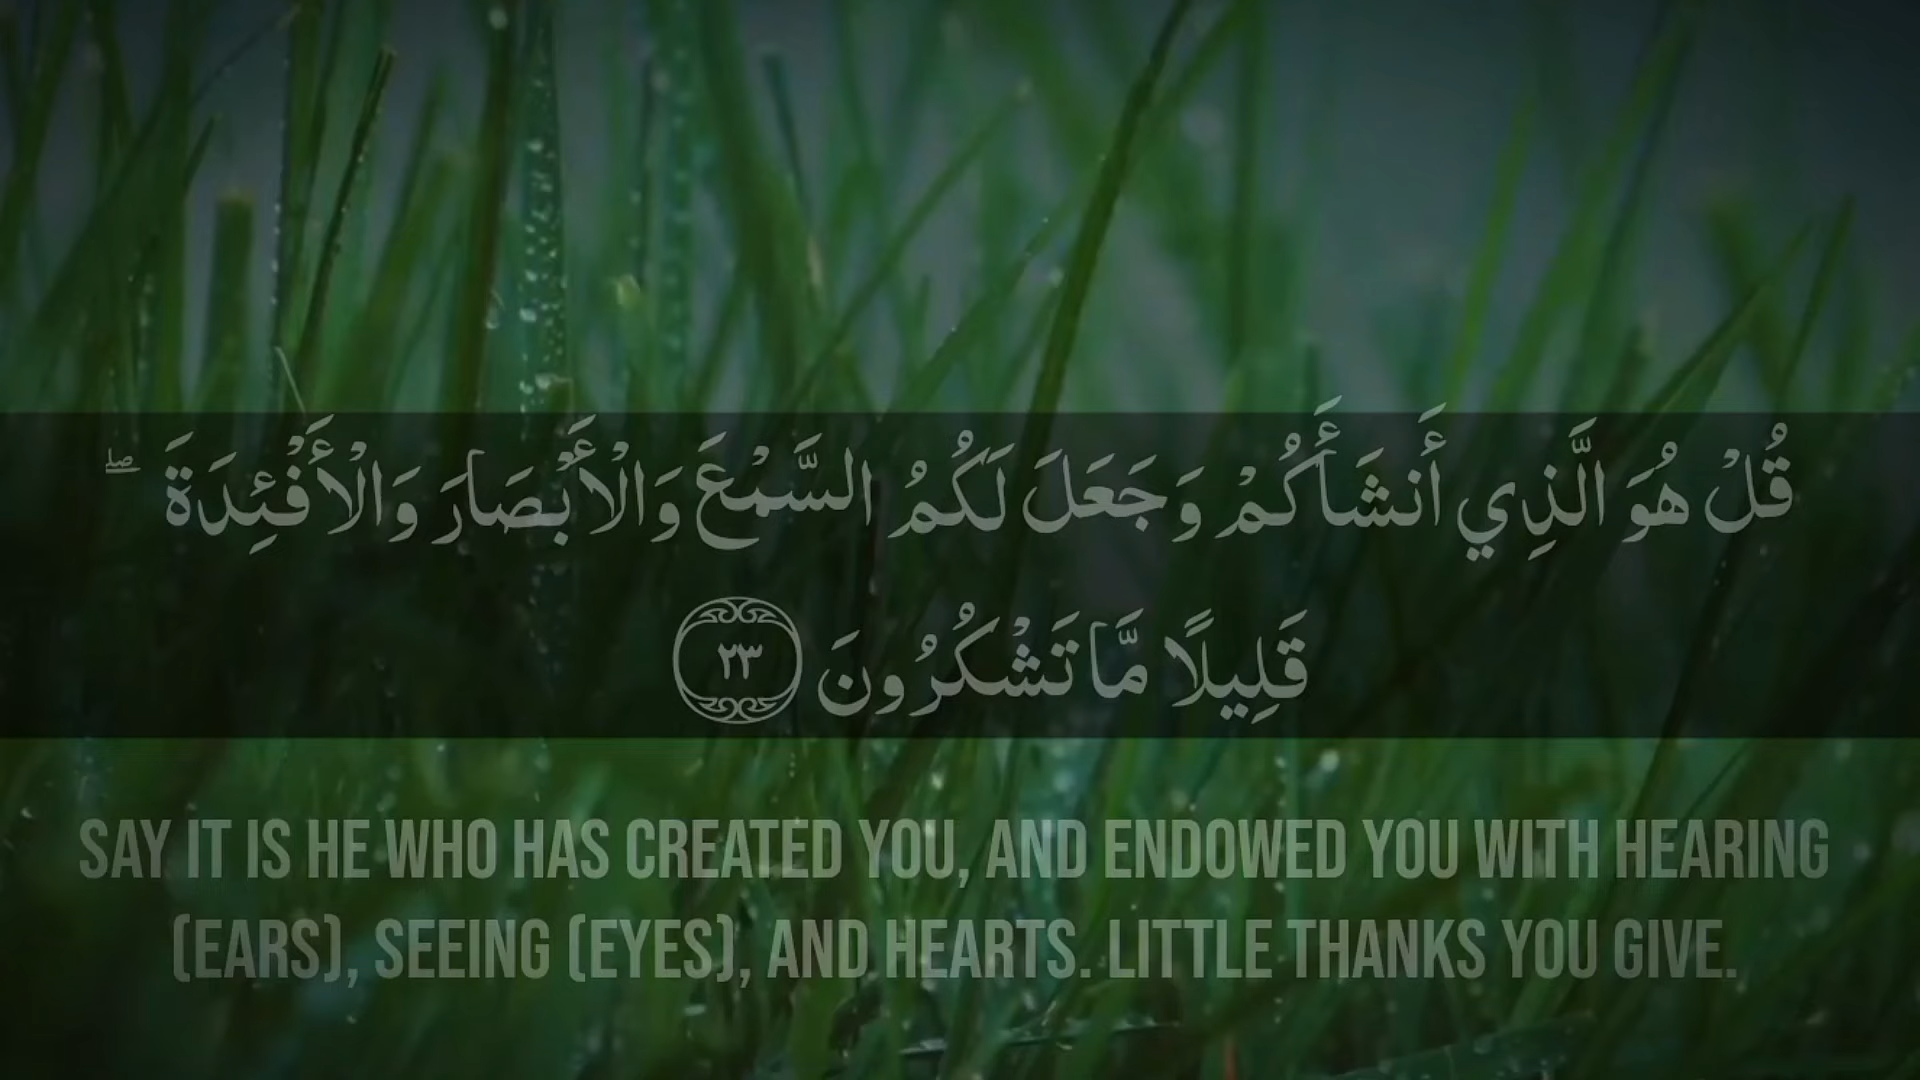 قُلْ هُوَ الَّذِي أَنشَأَكُمْ وَجَعَلَ لَكُمُ السَّمْعَ وَالْأَبْصَارَ وَالْأَفْئِدَةَ ۖ
قَلِيلًا مَّا تَشْكُرُونَ ٢٣
SAY IT IS HE WHO HAS CREATED YOU, AND ENDOWED YOU WITH HEARING
(EARS), SEEING (EYES), AND HEARTS. LITTLE THANKS YOU GIVE.